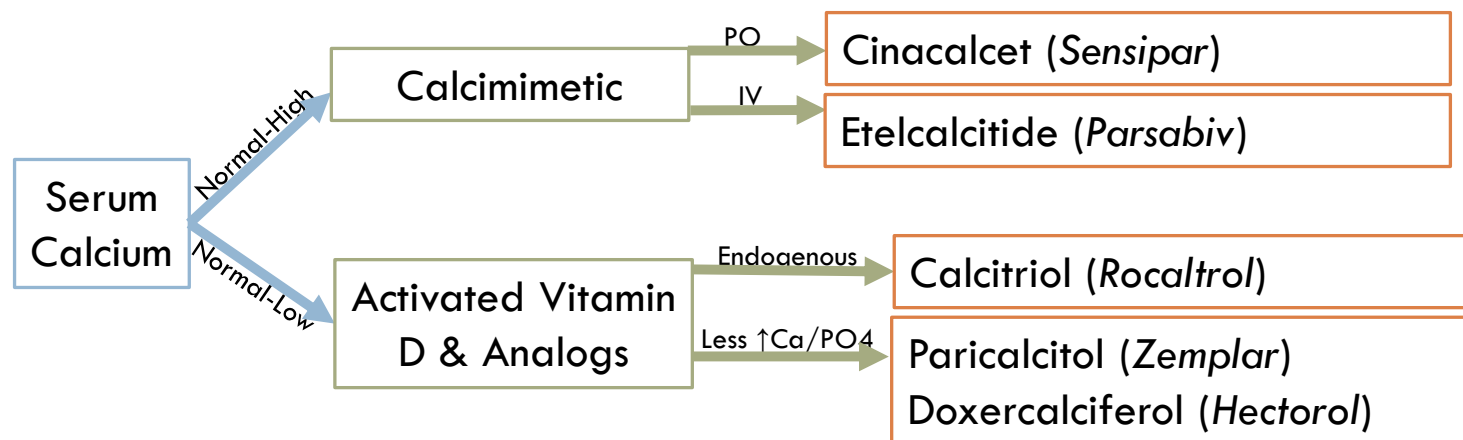 PO
Cinacalcet (Sensipar)
Calcimimetic
IV
Etelcalcitide (Parsabiv)
Normal-High
Serum
Calcium
Normal-Low
Endogenous
Calcitriol (Rocaltrol)
Activated Vitamin
D & Analogs
Less ↑Ca/PO4
Paricalcitol (Zemplar)
Doxercalciferol (Hectorol)